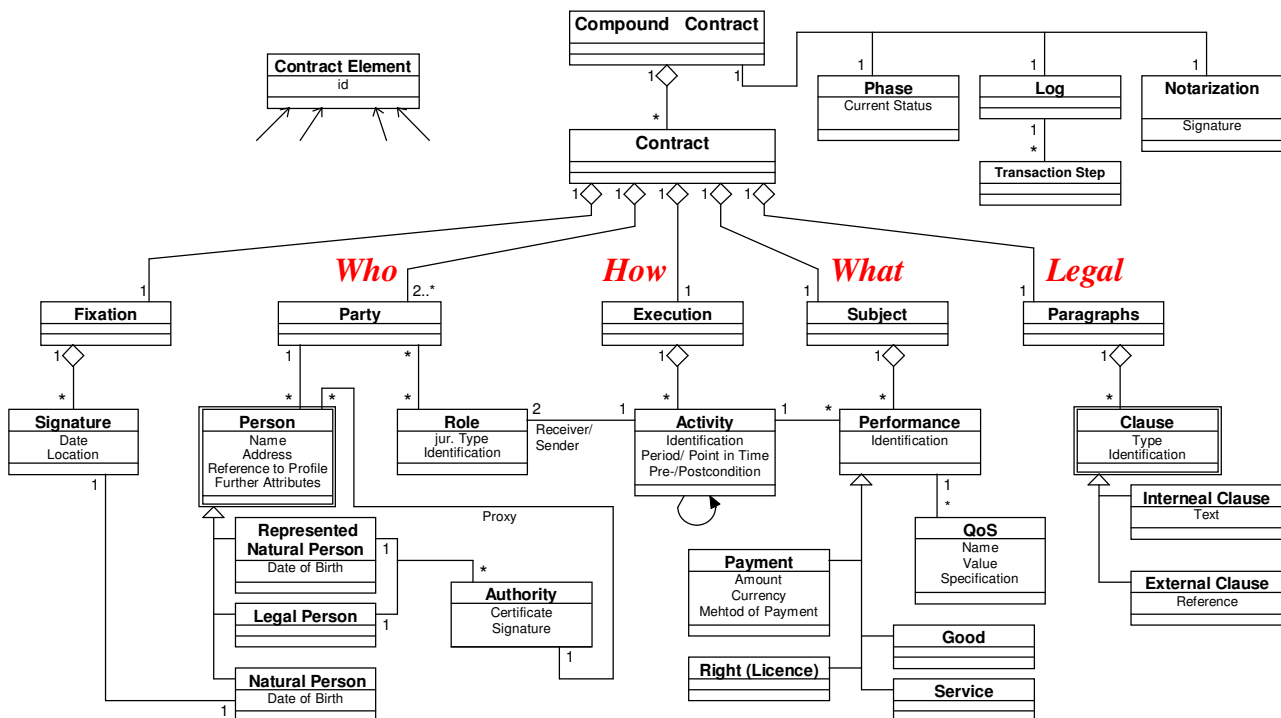 Compound Contract
1
1
*
Contract Element
id
1
Phase
Current Status
1
Log
1
*
Transaction Step
1
Notarization
Signature
Contract
1
1
1
1
1
Who
How
What
Legal
1
Fixation
1
*
2..*
Party
1
*
1
Execution
1
*
1
Subject
1
*
1
Paragraphs
1
*
Signature
Date
Location
1
*
*
Person
Name
Address
Reference to Profile
Further Attributes
*
Role
jur. Type
Identification
2
1
Receiver/
Sender
Activity
Identification
Period/ Point in Time
Pre-/Postcondition
1
*
Performance
Identification
1
*
Clause
Type
Identification
Proxy
Represented
Natural Person
Date of Birth
1
Legal Person
1
*
Authority
Certificate
Signature
1
Natural Person
Date of Birth
1
Payment
Amount
Currency
Mehtod of Payment
QoS
Name
Value
Specification
Interneal Clause
Text
External Clause
Reference
Good
Right (Licence)
Service